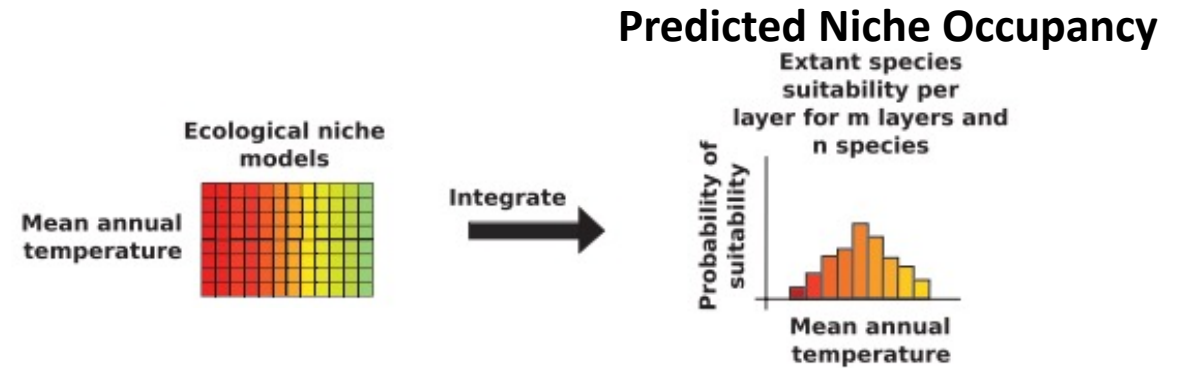 Predicted Niche Occupancy
Extant species
suitability per
layer for m layers and
n species
Ecological niche
models
Mean annual
temperature
Integrate
Probability of
suitability
Mean annual
temperature